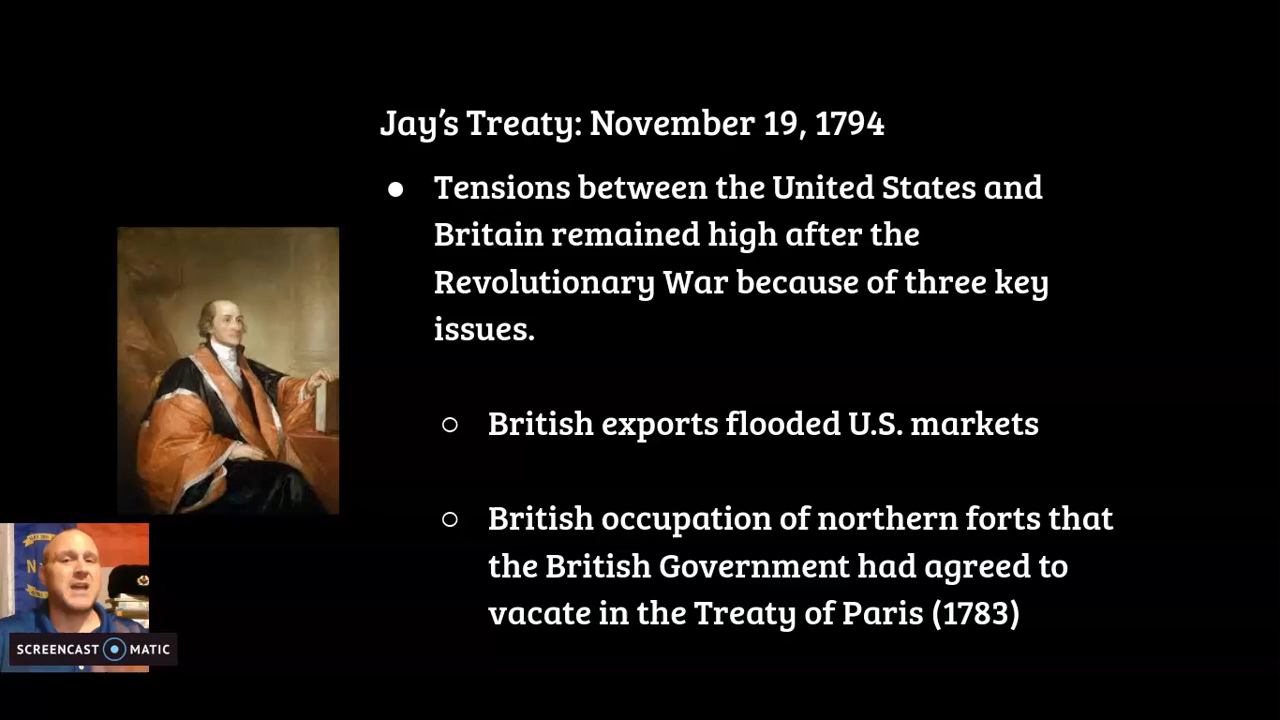 Jay's Treaty: November 19, 1794
● Tensions between the United States and
Britain remained high after the
Revolutionary War because of three key
issues.
○ British exports flooded U.S. markets
○ British occupation of northern forts that
the British Government had agreed to
vacate in the Treaty of Paris (1783)
N
SCREENCAST MATIC